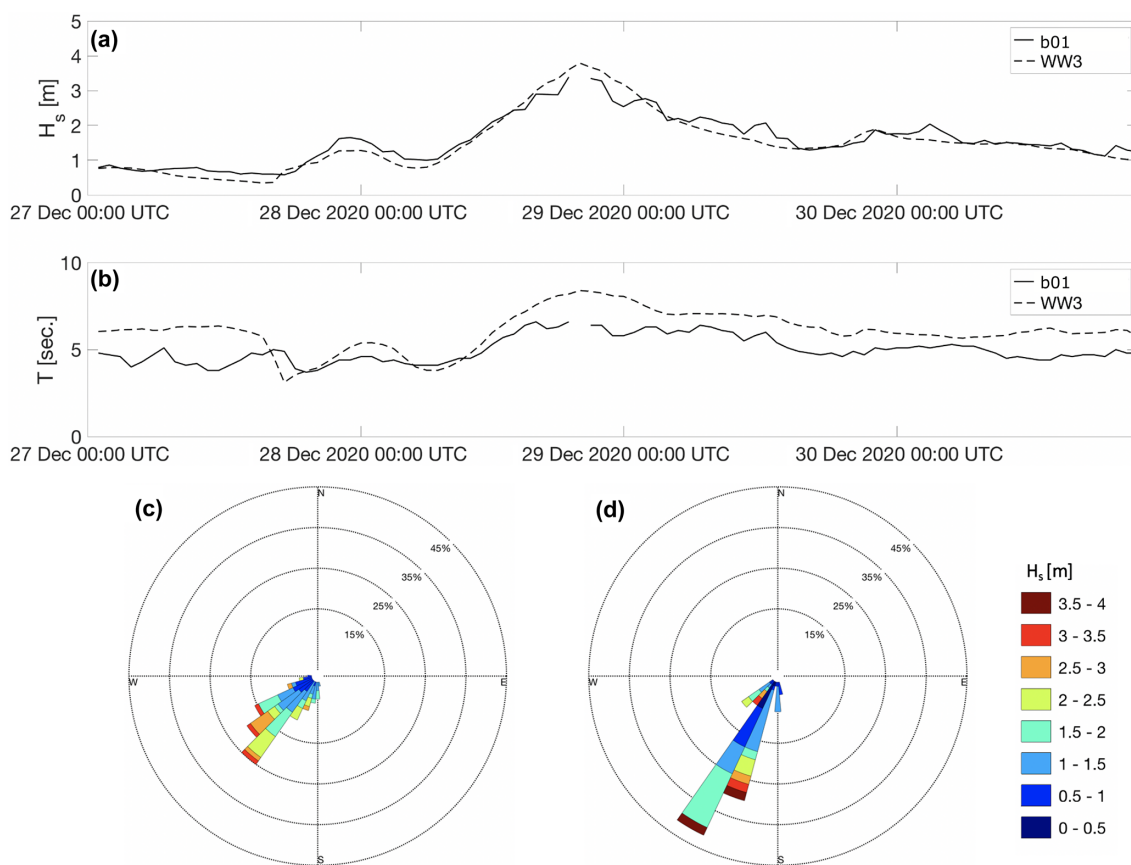 (a)
5
4
3
2
1
0
H_s [m]
b01
WW3
27 Dec 00:00 UTC
28 Dec 2020 00:00 UTC
29 Dec 2020 00:00 UTC
30 Dec 2020 00:00 UTC
(b)
10
5
0
T [sec.]
b01
WW3
27 Dec 00:00 UTC
28 Dec 2020 00:00 UTC
29 Dec 2020 00:00 UTC
30 Dec 2020 00:00 UTC
(c)
N
45%
35%
25%
15%
W
E
S
(d)
N
45%
35%
25%
15%
W
E
S
H_s [m]
3.5 - 4
3 - 3.5
2.5 - 3
2 - 2.5
1.5 - 2
1 - 1.5
0.5 - 1
0 - 0.5